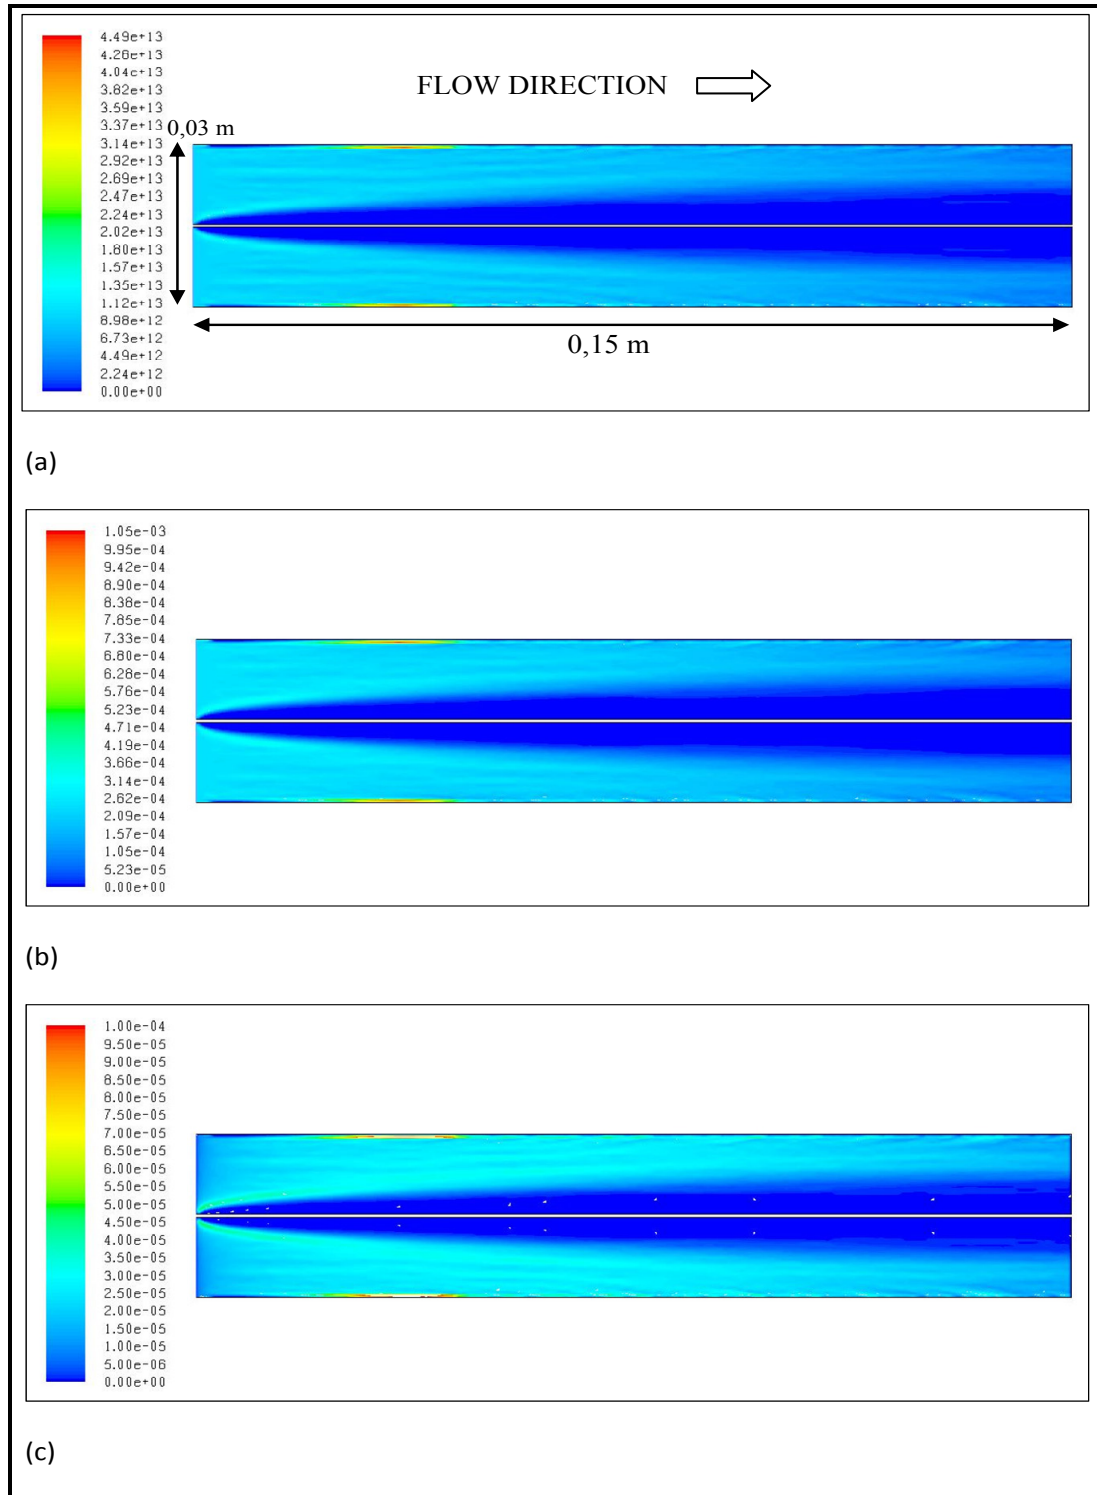 4.49e+13
4.26e+13
4.04e+13
3.82e+13
3.59e+13
3.37e+13
3.14e+13
2.92e+13
2.69e+13
2.47e+13
2.24e+13
2.02e+13
1.80e+13
1.57e+13
1.35e+13
1.12e+13
8.98e+12
6.73e+12
4.49e+12
2.24e+12
0.00e+00
FLOW DIRECTION
0,03 m
0,15 m
(a)
1.05e-03
9.95e-04
9.42e-04
8.90e-04
8.38e-04
7.85e-04
7.33e-04
6.80e-04
6.28e-04
5.76e-04
5.23e-04
4.71e-04
4.19e-04
3.66e-04
3.14e-04
2.62e-04
2.09e-04
1.57e-04
1.05e-04
5.23e-05
0.00e+00
(b)
1.00e-04
9.50e-05
9.00e-05
8.50e-05
8.00e-05
7.50e-05
7.00e-05
6.50e-05
6.00e-05
5.50e-05
5.00e-05
4.50e-05
4.00e-05
3.50e-05
3.00e-05
2.50e-05
2.00e-05
1.50e-05
1.00e-05
5.00e-06
0.00e+00
(c)